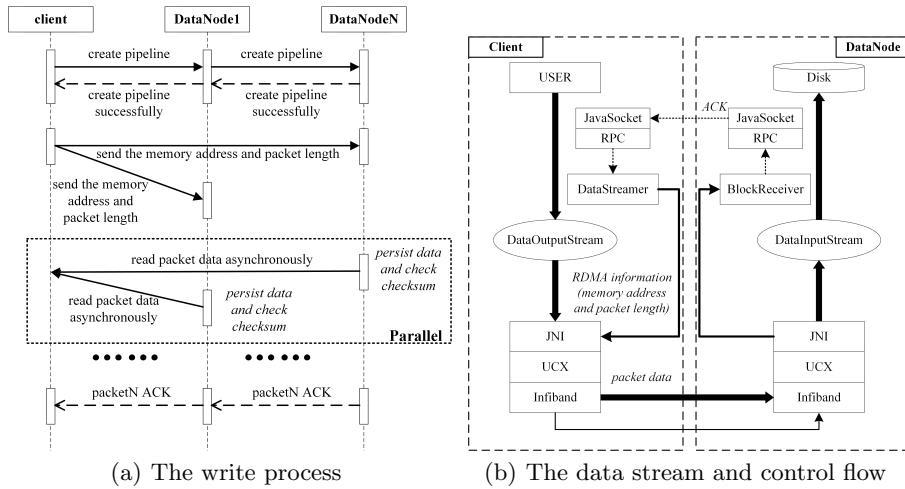 client
DataNode1
DataNodeN
create pipeline
create pipeline
create pipeline
successfully
create pipeline
successfully
send the memory address and packet length
send the memory
address and
packet length
read packet data asynchronously
persist data
and check
checksum
read packet data
asynchronously
persist data
and check
checksum
Parallel
packetN ACK
packetN ACK
(a) The write process
Client
DataNode
USER
Disk
ACK
JavaSocket
RPC
JavaSocket
RPC
DataStreamer
BlockReceiver
DataOutputStream
DataInputStream
RDMA information
(memory address
and packet length)
JNI
UCX
Infiband
packet data
JNI
UCX
Infiband
(b) The data stream and control flow